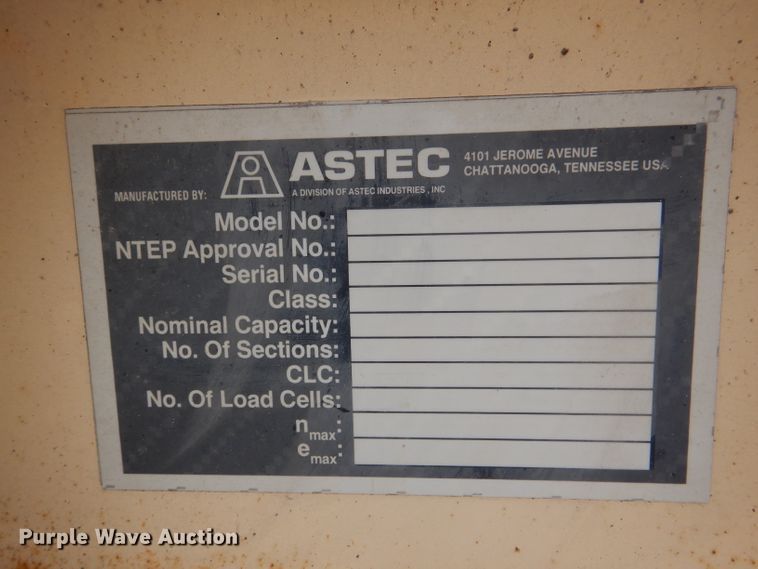 MANUFACTURED BY:
ASTEC
A DIVISION OF ASTEC INDUSTRIES, INC
4101 JEROME AVENUE
CHATTANOOGA, TENNESSEE USA
Model No.:
NTEP Approval No.:
Serial No.:
Class:
Nominal Capacity:
No. Of Sections:
CLC:
No. Of Load Cells:
nmax:
emax:
Purple Wave Auction